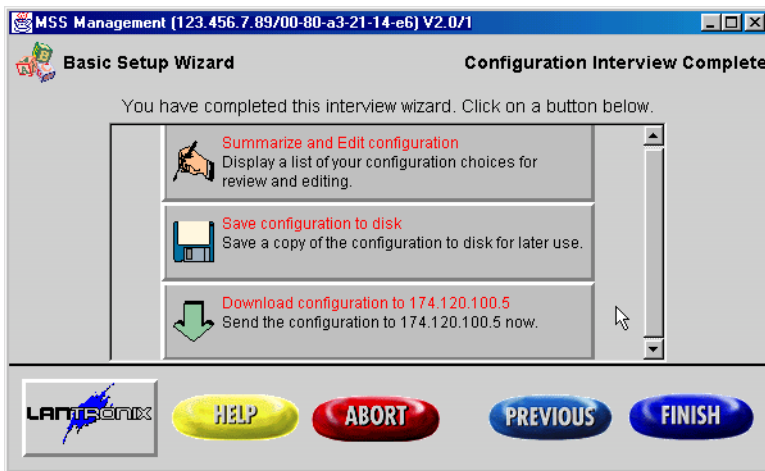 MSS Management (123.456.7.89/00-80-a3-21-14-e6) V2.0/1
Basic Setup Wizard
Configuration Interview Complete
You have completed this interview wizard. Click on a button below.
Summarize and Edit configuration
Display a list of your configuration choices for
review and editing.
Save configuration to disk
Save a copy of the configuration to disk for later use.
Download configuration to 174.120.100.5
Send the configuration to 174.120.100.5 now.
LANTRONIX
HELP
ABORT
PREVIOUS
FINISH